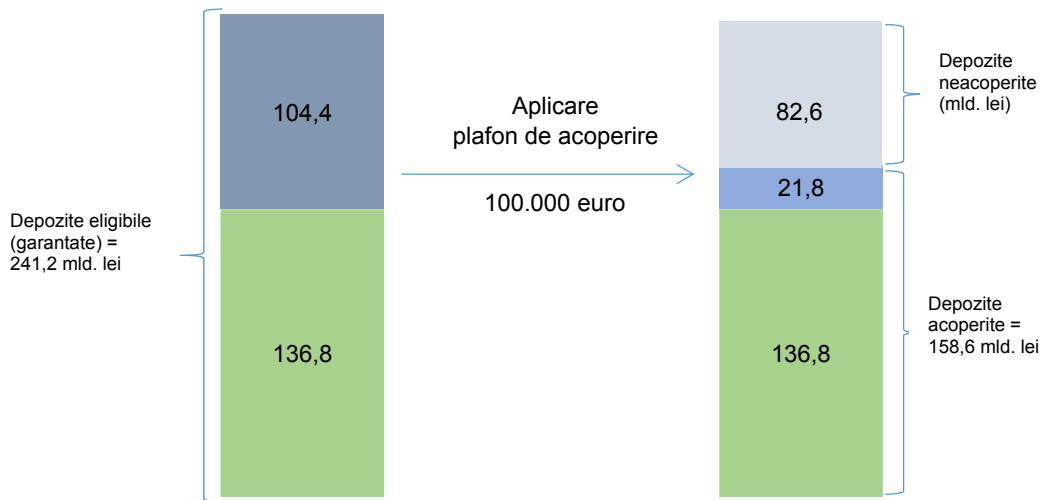 Depozite eligibile
(garantate) =
241,2 mld. lei
104,4
136,8
Aplicare
plafon de acoperire
100.000 euro
82,6
21,8
136,8
Depozite
neacoperite
(mld. lei)
Depozite
acoperite =
158,6 mld. lei